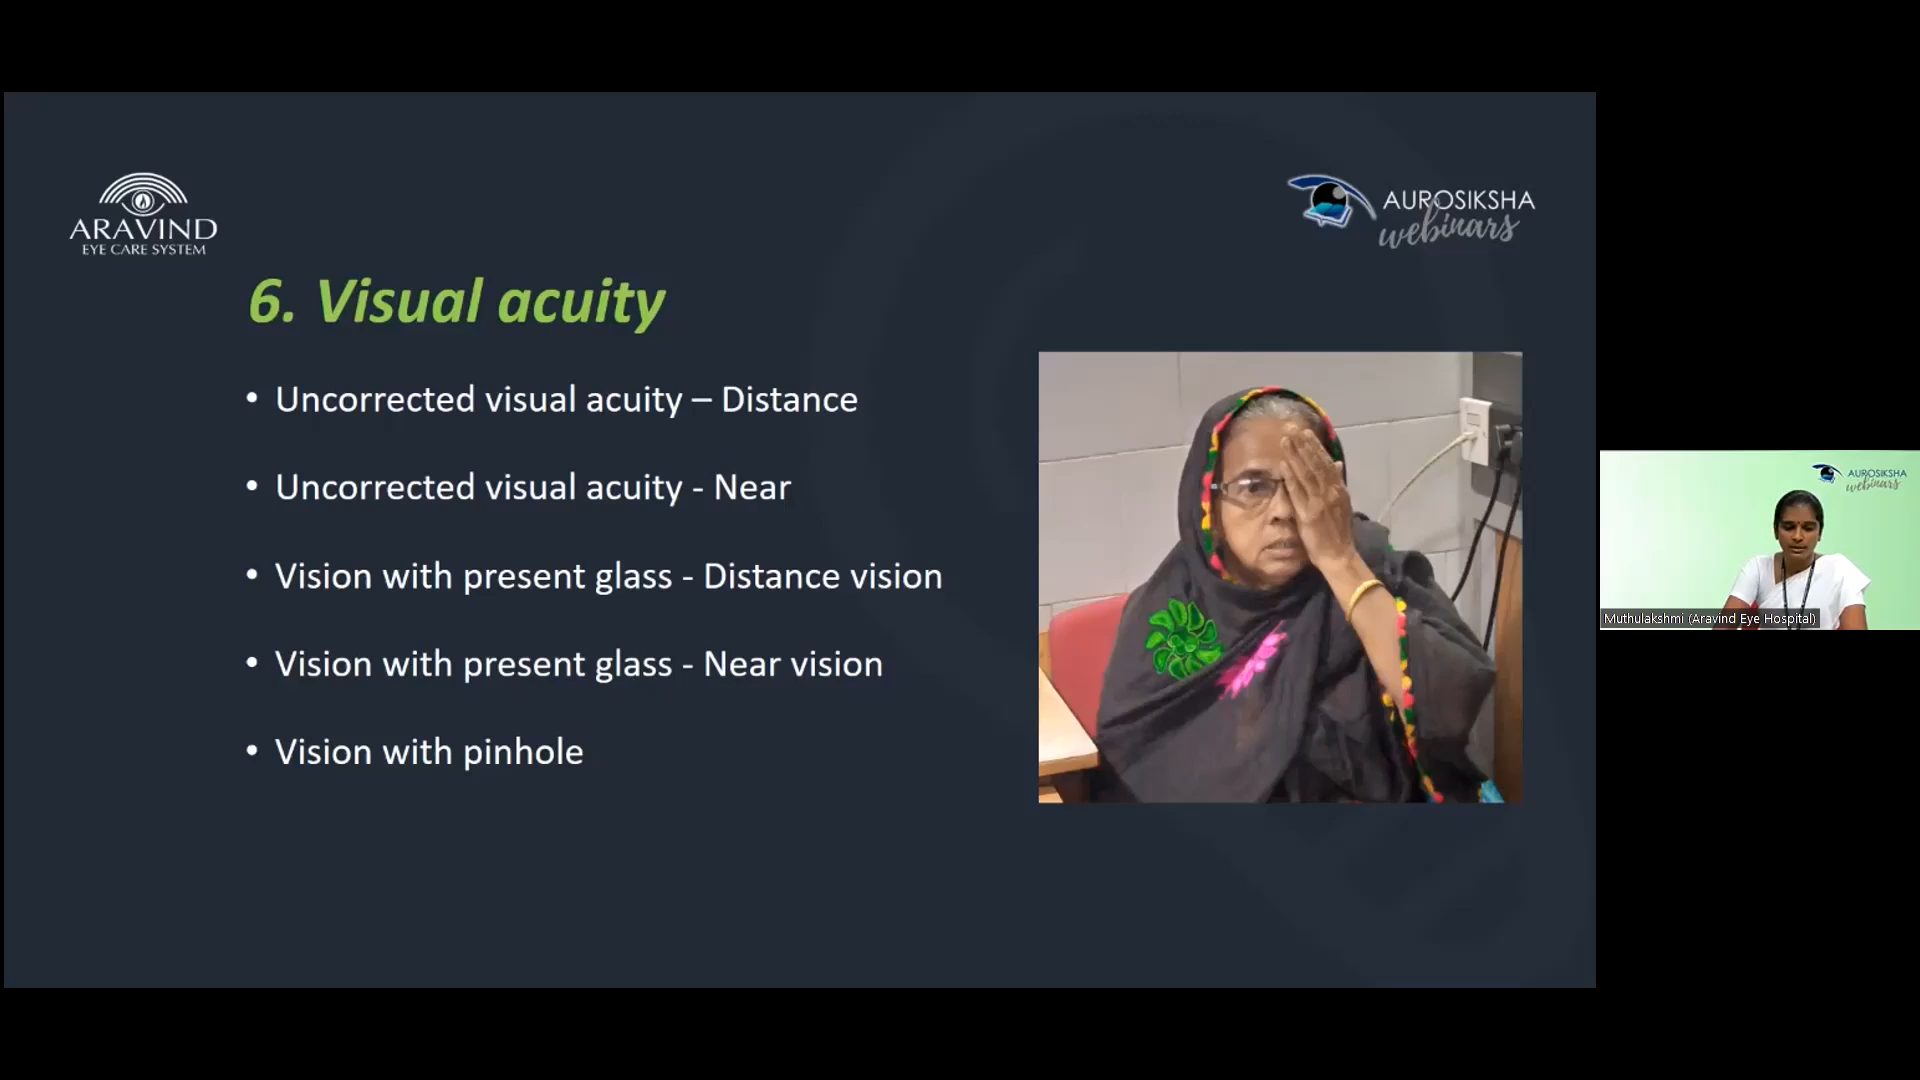 ARAVIND
EYE CARE SYSTEM
AUROSIKSHA
webinars
6. Visual acuity
• Uncorrected visual acuity – Distance
• Uncorrected visual acuity - Near
• Vision with present glass - Distance vision
• Vision with present glass - Near vision
• Vision with pinhole
AUROSIKSHA
webinars
Muthulakshmi (Aravind Eye Hospital)